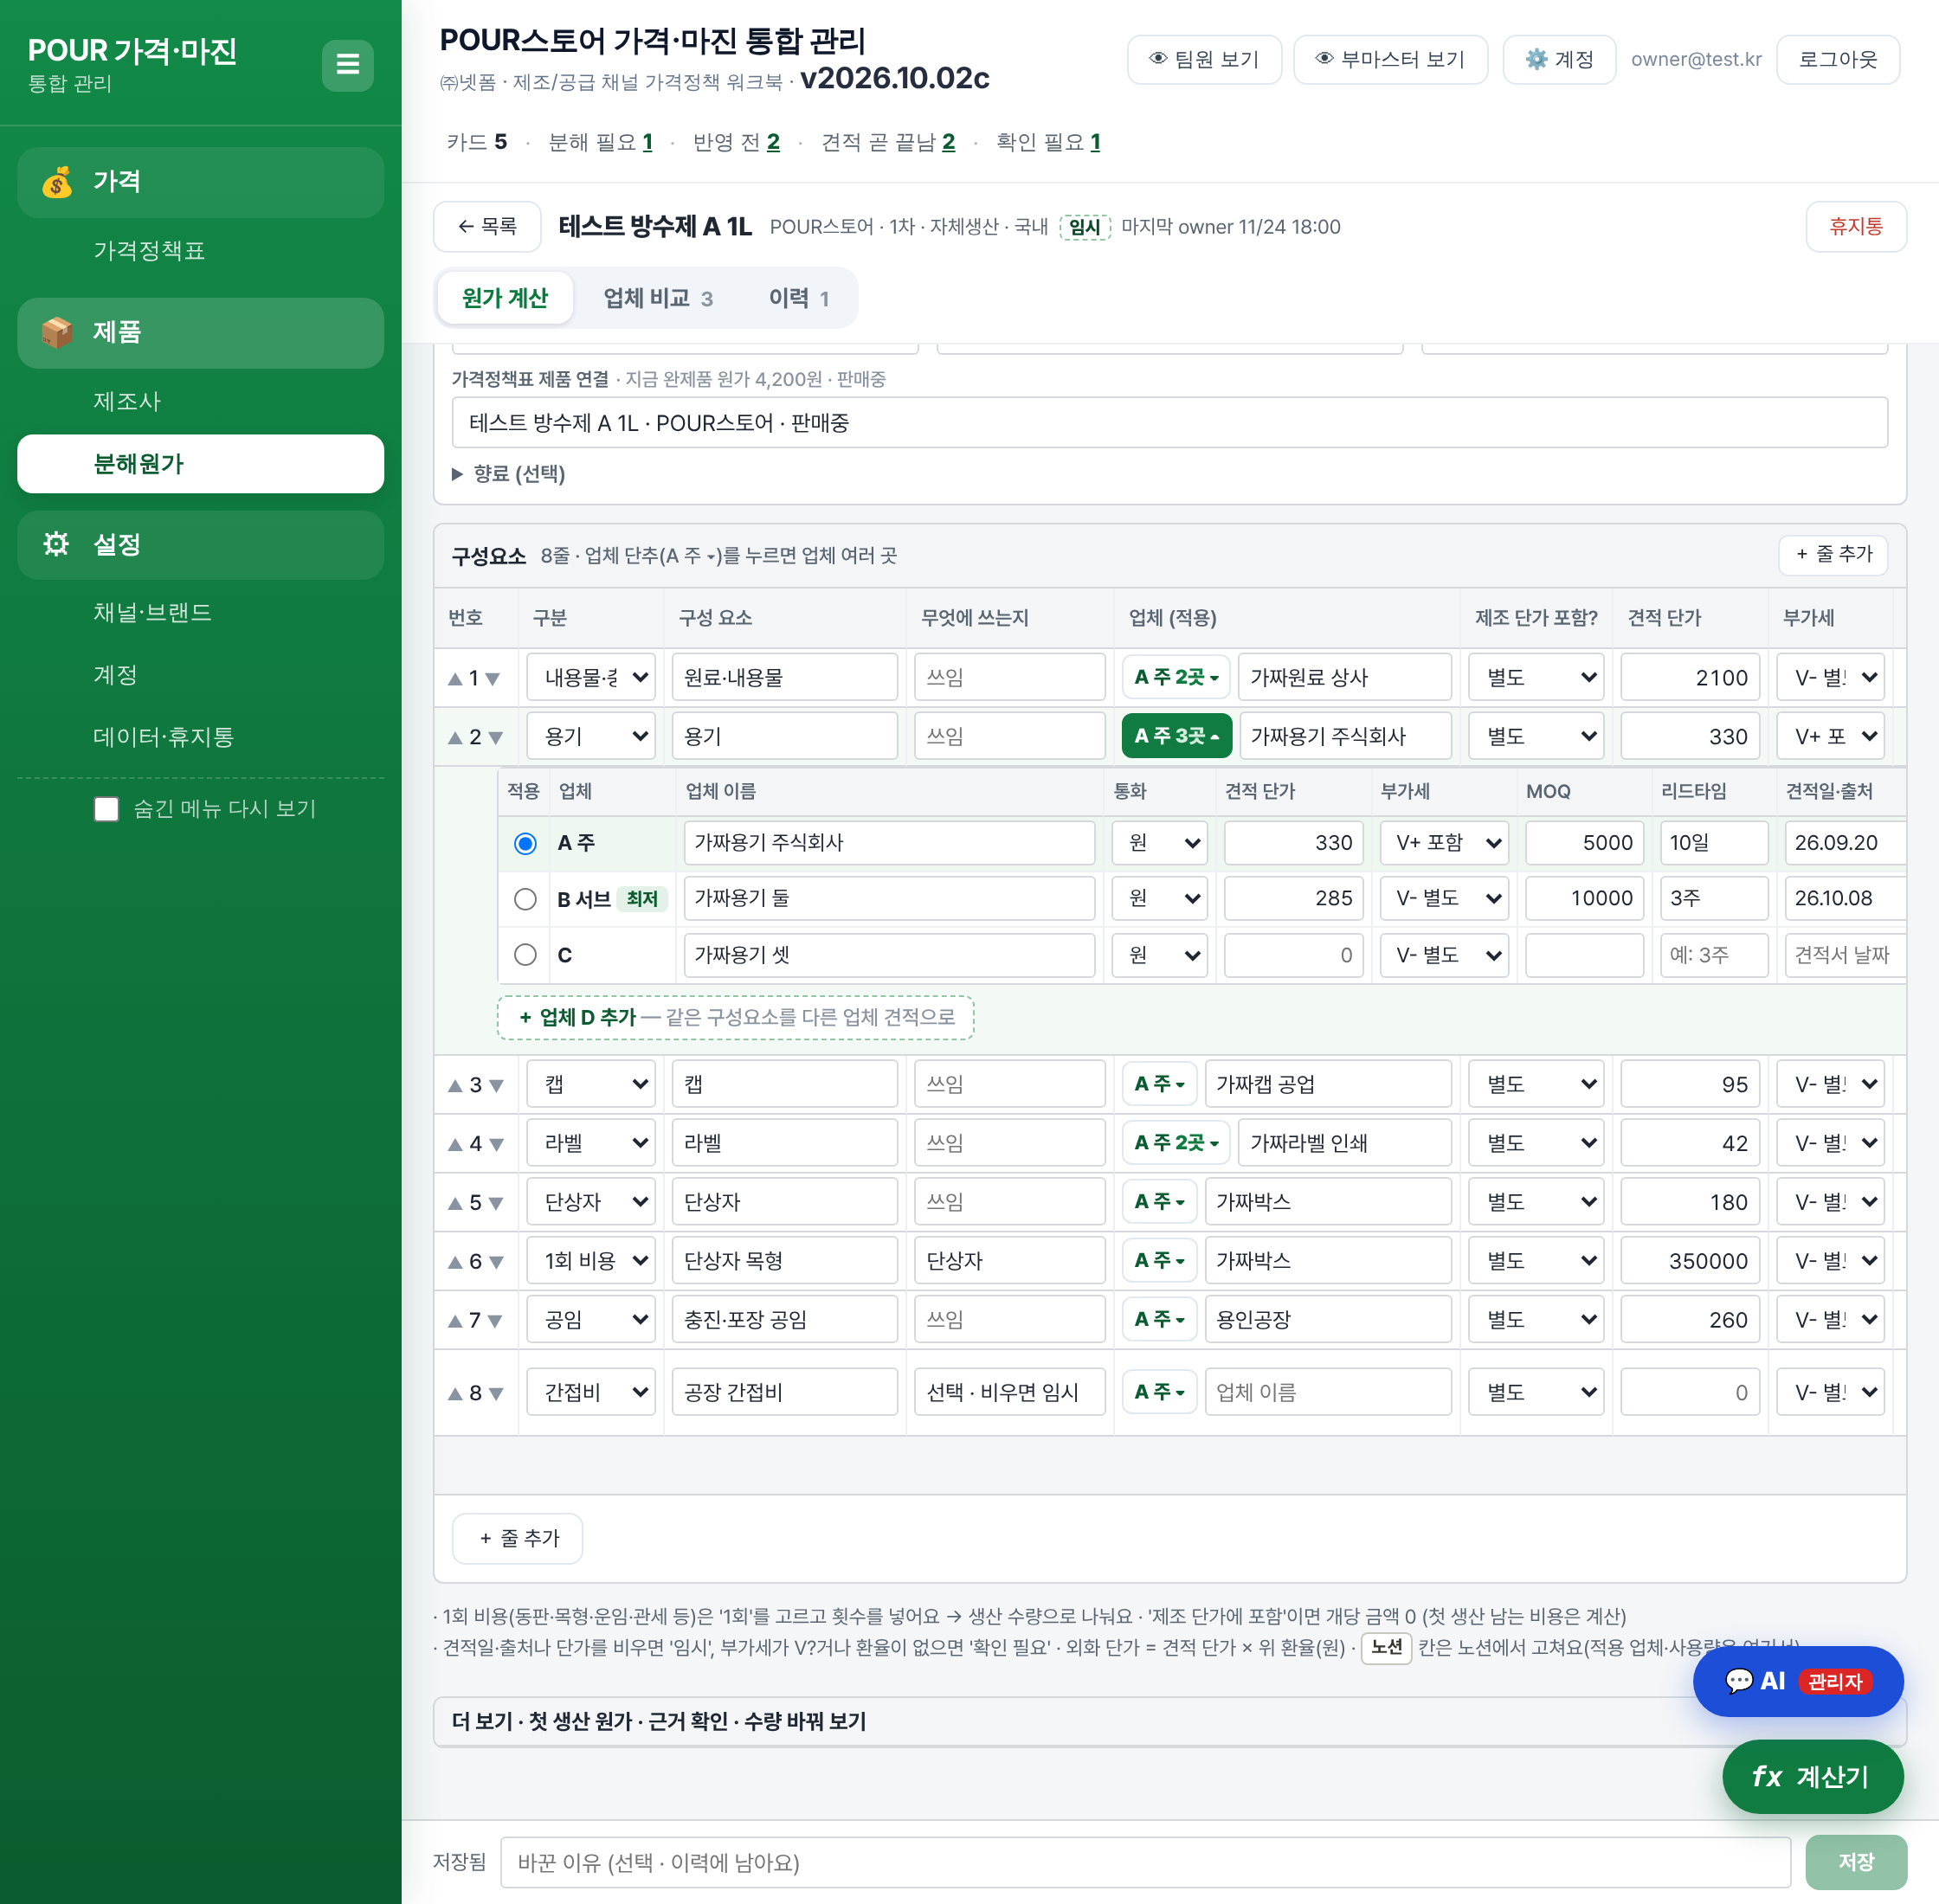 POUR 가격·마진
통합 관리
💰 가격
가격정책표
📦 제품
제조사
분해원가
⚙ 설정
채널·브랜드
계정
데이터·휴지통
숨긴 메뉴 다시 보기
POUR스토어 가격·마진 통합 관리
㈜넷폼 · 제조/공급 채널 가격정책 워크북 · v2026.10.02c
👁 팀원 보기
👁 부마스터 보기
⚙️ 계정
owner@test.kr
로그아웃
카드 5 · 분해 필요 1 · 반영 전 2 · 견적 곧 끝남 2 · 확인 필요 1
← 목록
테스트 방수제 A 1L POUR스토어 · 1차 · 자체생산 · 국내 임시 마지막 owner 11/24 18:00
휴지통
원가 계산 업체 비교 3 이력 1
가격정책표 제품 연결 · 지금 완제품 원가 4,200원 · 판매중
테스트 방수제 A 1L · POUR스토어 · 판매중
▶ 향료 (선택)
구성요소 8줄 · 업체 단추(A 주 ▾)를 누르면 업체 여러 곳
+ 줄 추가
번호 구분 구성 요소 무엇에 쓰는지 업체 (적용) 제조 단가 포함? 견적 단가 부가세
▲ 1 ▼ 원료·내용물 쓰임 A 주 2곳 ▾ 가짜원료 상사 별도 2100 V-
▲ 2 ▼ 용기 용기 쓰임 A 주 3곳 ▴ 가짜용기 주식회사 별도 330 V+ 포
적용 업체 업체 이름 통화 견적 단가 부가세 MOQ 리드타임 견적일·출처
A 주 가짜용기 주식회사 원 330 V+ 포함 5000 10일 26.09.20
B 서브 최저 가짜용기 둘 원 285 V- 별도 10000 3주 26.10.08
C 가짜용기 셋 원 0 V- 별도 예: 3주 견적서 날짜
+ 업체 D 추가 — 같은 구성요소를 다른 업체 견적으로
▲ 3 ▼ 캡 캡 쓰임 A 주 ▾ 가짜캡 공업 별도 95 V-
▲ 4 ▼ 라벨 라벨 쓰임 A 주 2곳 ▾ 가짜라벨 인쇄 별도 42 V-
▲ 5 ▼ 단상자 단상자 쓰임 A 주 ▾ 가짜박스 별도 180 V-
▲ 6 ▼ 1회 비용 단상자 목형 단상자 A 주 ▾ 가짜박스 별도 350000 V-
▲ 7 ▼ 공임 충진·포장 공임 쓰임 A 주 ▾ 용인공장 별도 260 V-
▲ 8 ▼ 간접비 공장 간접비 선택 · 비우면 임시 A 주 ▾ 업체 이름 별도 0 V-
+ 줄 추가
· 1회 비용(동판·목형·운임·관세 등)은 '1회'를 고르고 횟수를 넣어요 → 생산 수량으로 나눠요 · '제조 단가에 포함'이면 개당 금액 0 (첫 생산 남는 비용은 계산)
· 견적일·출처나 단가를 비우면 '임시', 부가세가 V?거나 환율이 없으면 '확인 필요' · 외화 단가 = 견적 단가 × 위 환율(원) · 노션 칸은 노션에서 고쳐요(적용
더 보기 · 첫 생산 원가 · 근거 확인 · 수량 바꿔 보기
💬 AI 관리자
fx 계산기
저장됨 바꾼 이유 (선택 · 이력에 남아요) 저장